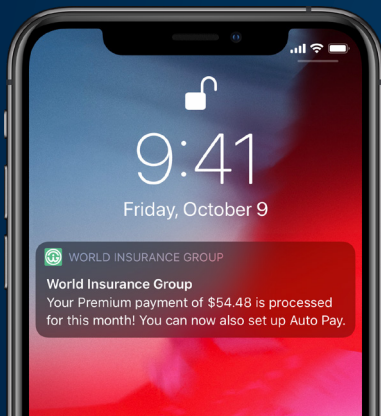 9:41
Friday, October 9
WORLD INSURANCE GROUP
World Insurance Group
Your Premium payment of $54.48 is processed
for this month! You can now also set up Auto Pay.